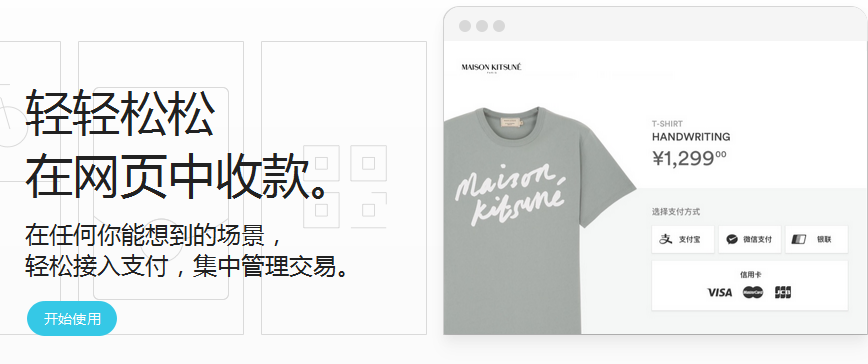 轻轻松松
在网页中收款。
在任何你能想到的场景，
轻松接入支付，集中管理交易。
开始使用
MAISON KITSUNÉ
Maison
Kitsuné
T-SHIRT
HANDWRITING
¥1,299⁰⁰
选择支付方式
支付宝 微信支付 银联
信用卡
VISA MasterCard JCB